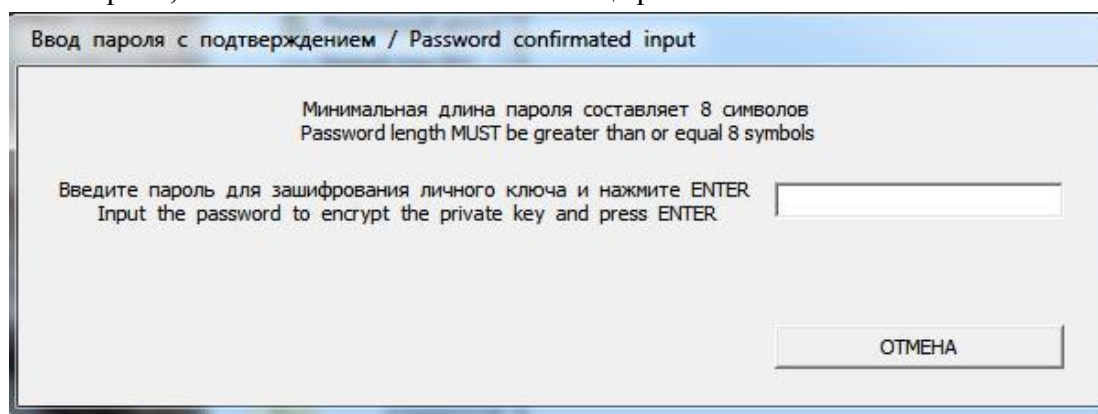 Ввод пароля с подтверждением / Password confirmated input
Минимальная длина пароля составляет 8 символов
Password length MUST be greater than or equal 8 symbols
Введите пароль для зашифрования личного ключа и нажмите ENTER
Input the password to encrypt the private key and press ENTER
ОТМЕНА